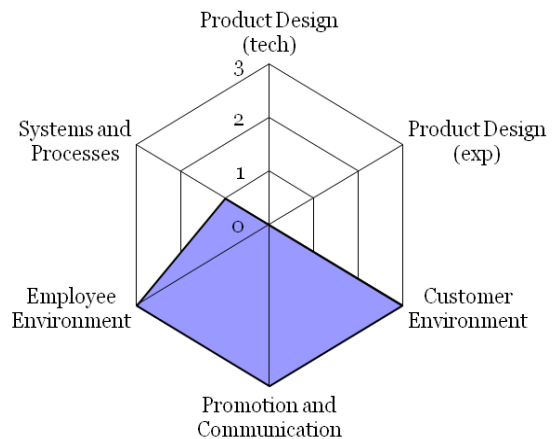 Product Design
(tech)
3
Systems and
Processes
Product Design
(exp)
2
1
0
Employee
Environment
Customer
Environment
Promotion and
Communication